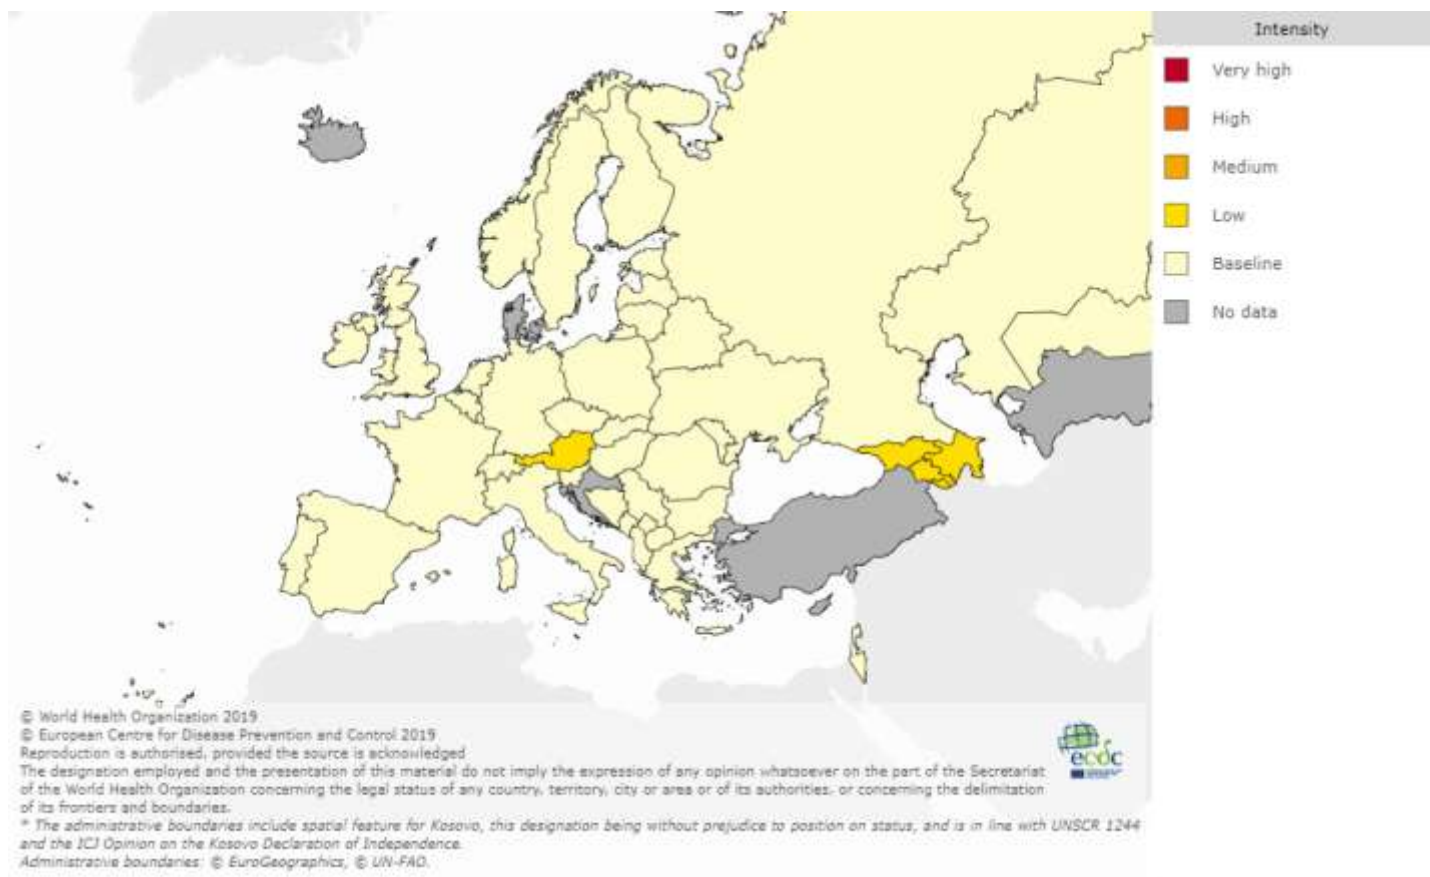 Intensity
Very high
High
Medium
Low
Baseline
No data
© World Health Organization 2019
© European Centre for Disease Prevention and Control 2019
Reproduction is authorised, provided the source is acknowledged
The designation employed and the presentation of this material do not imply the expression of any opinion whatsoever on the part of the Secretariat
of the World Health Organization concerning the legal status of any country, territory, city or area or of its authorities, or concerning the delimitation
of its frontiers and boundaries.
* The administrative boundaries include spatial feature for Kosovo, this designation being without prejudice to position on status, and is in line with UNSCR 1244
and the ICJ Opinion on the Kosovo Declaration of Independence.
Administrative boundaries: © EuroGeographics, © UN-FAO.
ecdc